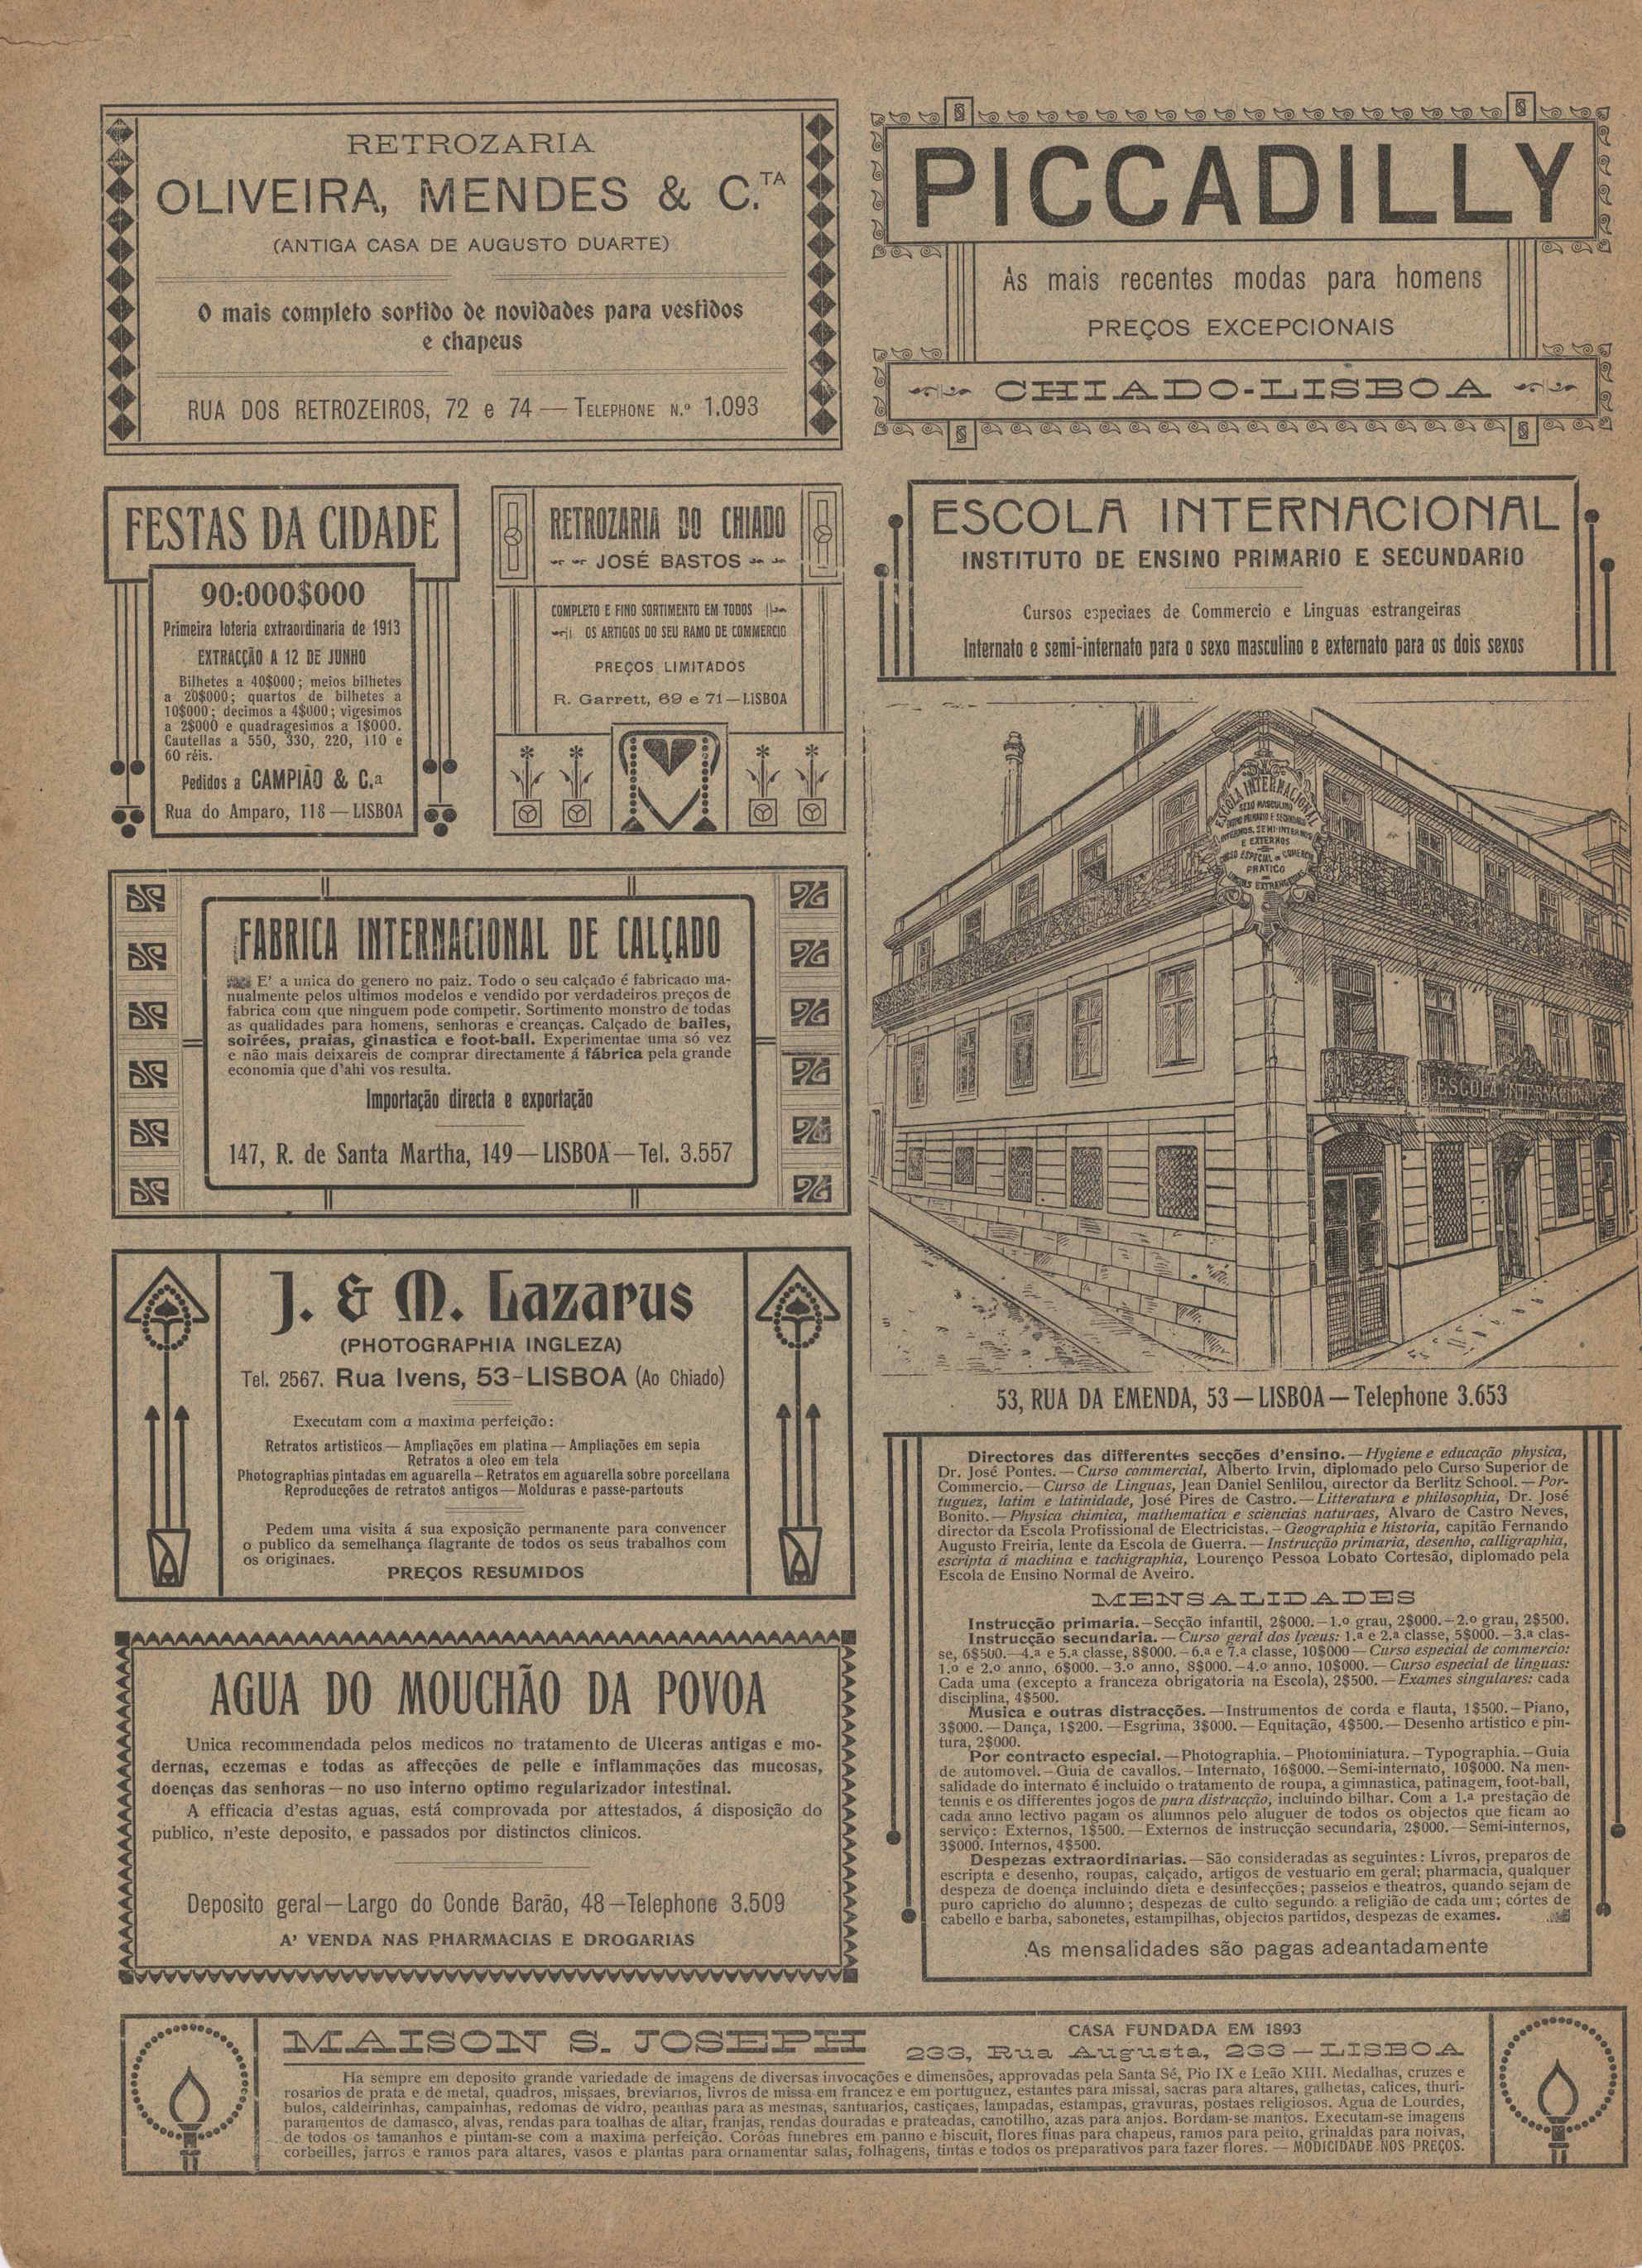 RETROZARIA
OLIVEIRA, MENDES & C.TA
(ANTIGA CASA DE AUGUSTO DUARTE)
O mais completo sortido de novidades para vestidos
e chapeus
RUA DOS RETROZEIROS, 72 e 74 — TELEPHONE N.º 1.093
PICCADILLY
As mais recentes modas para homens
PREÇOS EXCEPCIONAIS
CHIADO-LISBOA
FESTAS DA CIDADE
90:000$000
Primeira loteria extraordinaria de 1913
EXTRACÇÃO A 12 DE JUNHO
Bilhetes a 40$000; meios bilhetes
a 20$000; quartos de bilhetes a
10$000; decimos a 4$000; vigesimos
a 2$000 e quadragesimos a 1$000.
Cautellas a 550, 330, 220, 110 e
60 réis.
Pedidos a CAMPIÃO & C.a
Rua do Amparo, 118 — LISBOA
RETROZARIA DO CHIADO
JOSÉ BASTOS
COMPLETO E FINO SORTIMENTO EM TODOS
OS ARTIGOS DO SEU RAMO DE COMMERCIO
PREÇOS LIMITADOS
R. Garrett, 69 e 71 — LISBOA
FABRICA INTERNACIONAL DE CALÇADO
E' a unica do genero no paiz. Todo o seu calçado é fabricado ma-
nualmente pelos ultimos modelos e vendido por verdadeiros preços de
fabrica com que ninguem pode competir. Sortimento monstro de todas
as qualidades para homens, senhoras e creanças. Calçado de bailes,
soirées, praias, ginastica e foot-ball. Experimentae uma só vez
e não mais deixareis de comprar directamente á fábrica pela grande
economia que d'ahi vos resulta.
Importação directa e exportação
147, R. de Santa Martha, 149 — LISBOA — Tel. 3.557
J. & M. Lazarus
(PHOTOGRAPHIA INGLEZA)
Tel. 2567. Rua Ivens, 53-LISBOA (Ao Chiado)
Executam com a maxima perfeição:
Retratos artisticos — Ampliações em platina — Ampliações em sepia
Retratos a oleo em tela
Photographias pintadas em aguarella — Retratos em aguarella sobre porcellana
Reproducções de retratos antigos — Molduras e passe-partouts
Pedem uma visita á sua exposição permanente para convencer
o publico da semelhança flagrante de todos os seus trabalhos com
os originaes.
PREÇOS RESUMIDOS
AGUA DO MOUCHÃO DA POVOA
Unica recommendada pelos medicos no tratamento de Ulceras antigas e mo-
dernas, eczemas e todas as affecções de pelle e inflammações das mucosas,
doenças das senhoras — no uso interno optimo regularizador intestinal.
A efficacia d'estas aguas, está comprovada por attestados, á disposição do
publico, n'este deposito, e passados por distinctos clinicos.
Deposito geral — Largo do Conde Barão, 48 — Telephone 3.509
A' VENDA NAS PHARMACIAS E DROGARIAS
ESCOLA INTERNACIONAL
INSTITUTO DE ENSINO PRIMARIO E SECUNDARIO
Cursos especiaes de Commercio e Linguas estrangeiras
Internato e semi-internato para o sexo masculino e externato para os dois sexos
ESCOLA INTERNACIONAL
SEXO MASCULINO
ENSINO PRIMARIO E SECUNDARIO
INTERNOS, SEMI-INTERNOS
E EXTERNOS
CURSO ESPECIAL DE COMERCIO
PRATICO
LINGUAS EXTRANGEIRAS
ESCOLA INTERNACIONAL
53, RUA DA EMENDA, 53 — LISBOA — Telephone 3.653
Directores das differentes secções d'ensino. — Hygiene e educação physica,
Dr. José Pontes. — Curso commercial, Alberto Irvin, diplomado pelo Curso Superior de
Commercio. — Curso de Linguas, Jean Daniel Senlilou, director da Berlitz School. — Por-
tuguez, latim e latinidade, José Pires de Castro. — Litteratura e philosophia, Dr. José
Bonito. — Physica chimica, mathematica e sciencias naturaes, Alvaro de Castro Neves,
director da Escola Profissional de Electricistas. — Geographia e historia, capitão Fernando
Augusto Freiria, lente da Escola de Guerra. — Instrucção primaria, desenho, calligraphia,
escripta á machina e tachigraphia, Lourenço Pessoa Lobato Cortesão, diplomado pela
Escola de Ensino Normal de Aveiro.
MENSALIDADES
Instrucção primaria. — Secção infantil, 2$000. — 1.º grau, 2$000. — 2.º grau, 2$500.
Instrucção secundaria. — Curso geral dos lyceus: 1.ª e 2.ª classe, 5$000. — 3.ª clas-
se, 6$500. — 4.ª e 5.ª classe, 8$000. — 6.ª e 7.ª classe, 10$000 — Curso especial de commercio:
1.º e 2.º anno, 6$000. — 3.º anno, 8$000. — 4.º anno, 10$000. — Curso especial de linguas:
Cada uma (excepto a franceza obrigatoria na Escola), 2$500. — Exames singulares: cada
disciplina, 4$500.
Musica e outras distracções. — Instrumentos de corda e flauta, 1$500. — Piano,
3$000. — Dança, 1$200. — Esgrima, 3$000. — Equitação, 4$500. — Desenho artistico e pin-
tura, 2$000.
Por contracto especial. — Photographia. — Photominiatura. — Typographia. — Guia
de automovel. — Guia de cavallos. — Internato, 16$000. — Semi-internato, 10$000. Na men-
salidade do internato é incluido o tratamento de roupa, a gimnastica, patinagem, foot-ball,
tennis e os differentes jogos de pura distracção, incluindo bilhar. Com a 1.ª prestação de
cada anno lectivo pagam os alumnos pelo aluguer de todos os objectos que ficam ao
serviço: Externos, 1$500. — Externos de instrucção secundaria, 2$000. — Semi-internos,
3$000. Internos, 4$500.
Despezas extraordinarias. — São consideradas as seguintes: Livros, preparos de
escripta e desenho, roupas, calçado, artigos de vestuario em geral; pharmacia, qualquer
despeza de doença incluindo dieta e desinfecções; passeios e theatros, quando sejam de
puro capricho do alumno; despezas de culto segundo a religião de cada um; córtes de
cabello e barba, sabonetes, estampilhas, objectos partidos, despezas de exames.
As mensalidades são pagas adeantadamente
MAISON S. JOSEPH
CASA FUNDADA EM 1893
233, Rua Augusta, 233 — LISBOA
Ha sempre em deposito grande variedade de imagens de diversas invocações e dimensões, approvadas pela Santa Sé, Pio IX e Leão XIII. Medalhas, cruzes e
rosarios de prata e de metal, quadros, missaes, breviarios, livros de missa em francez e em portuguez, estantes para missal, sacras para altares, galhetas, calices, thuri-
bulos, caldeirinhas, campainhas, redomas de vidro, peanhas para as mesmas, santuarios, castiçaes, lampadas, estampas, gravuras, postaes religiosos. Agua de Lourdes,
paramentos de damasco, alvas, rendas para toalhas de altar, franjas, rendas douradas e prateadas, canotilho, azas para anjos. Bordam-se mantos. Executam-se imagens
de todos os tamanhos e pintam-se com a maxima perfeição. Corôas funebres em panno e biscuit, flores finas para chapeus, ramos para peito, grinaldas para noivas,
corbeilles, jarros e ramos para altares, vasos e plantas para ornamentar salas, folhagens, tintas e todos os preparativos para fazer flores. — MODICIDADE NOS PREÇOS.